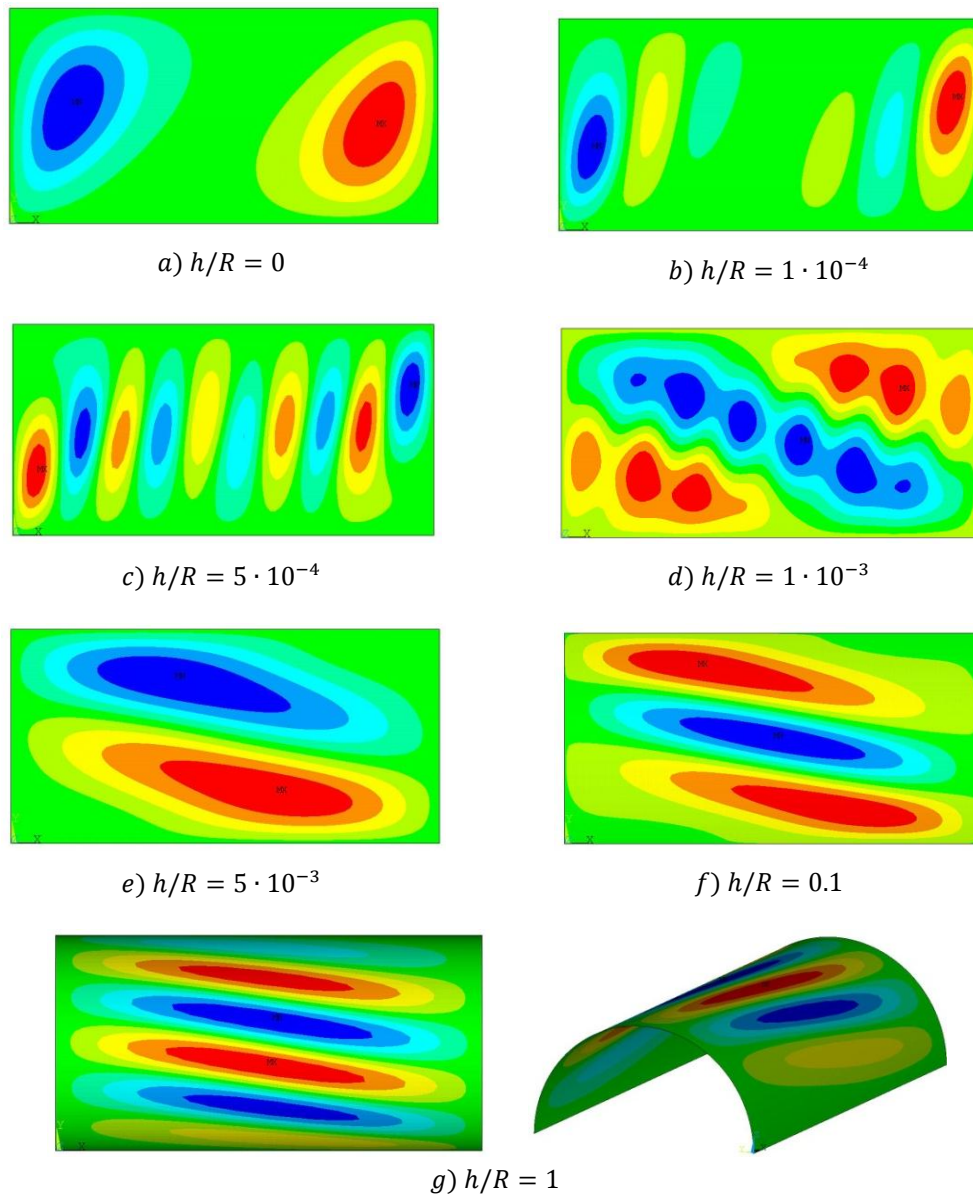 a) h/R = 0
b) h/R = 1 · 10⁻⁴
c) h/R = 5 · 10⁻⁴
d) h/R = 1 · 10⁻³
e) h/R = 5 · 10⁻³
f) h/R = 0.1
g) h/R = 1